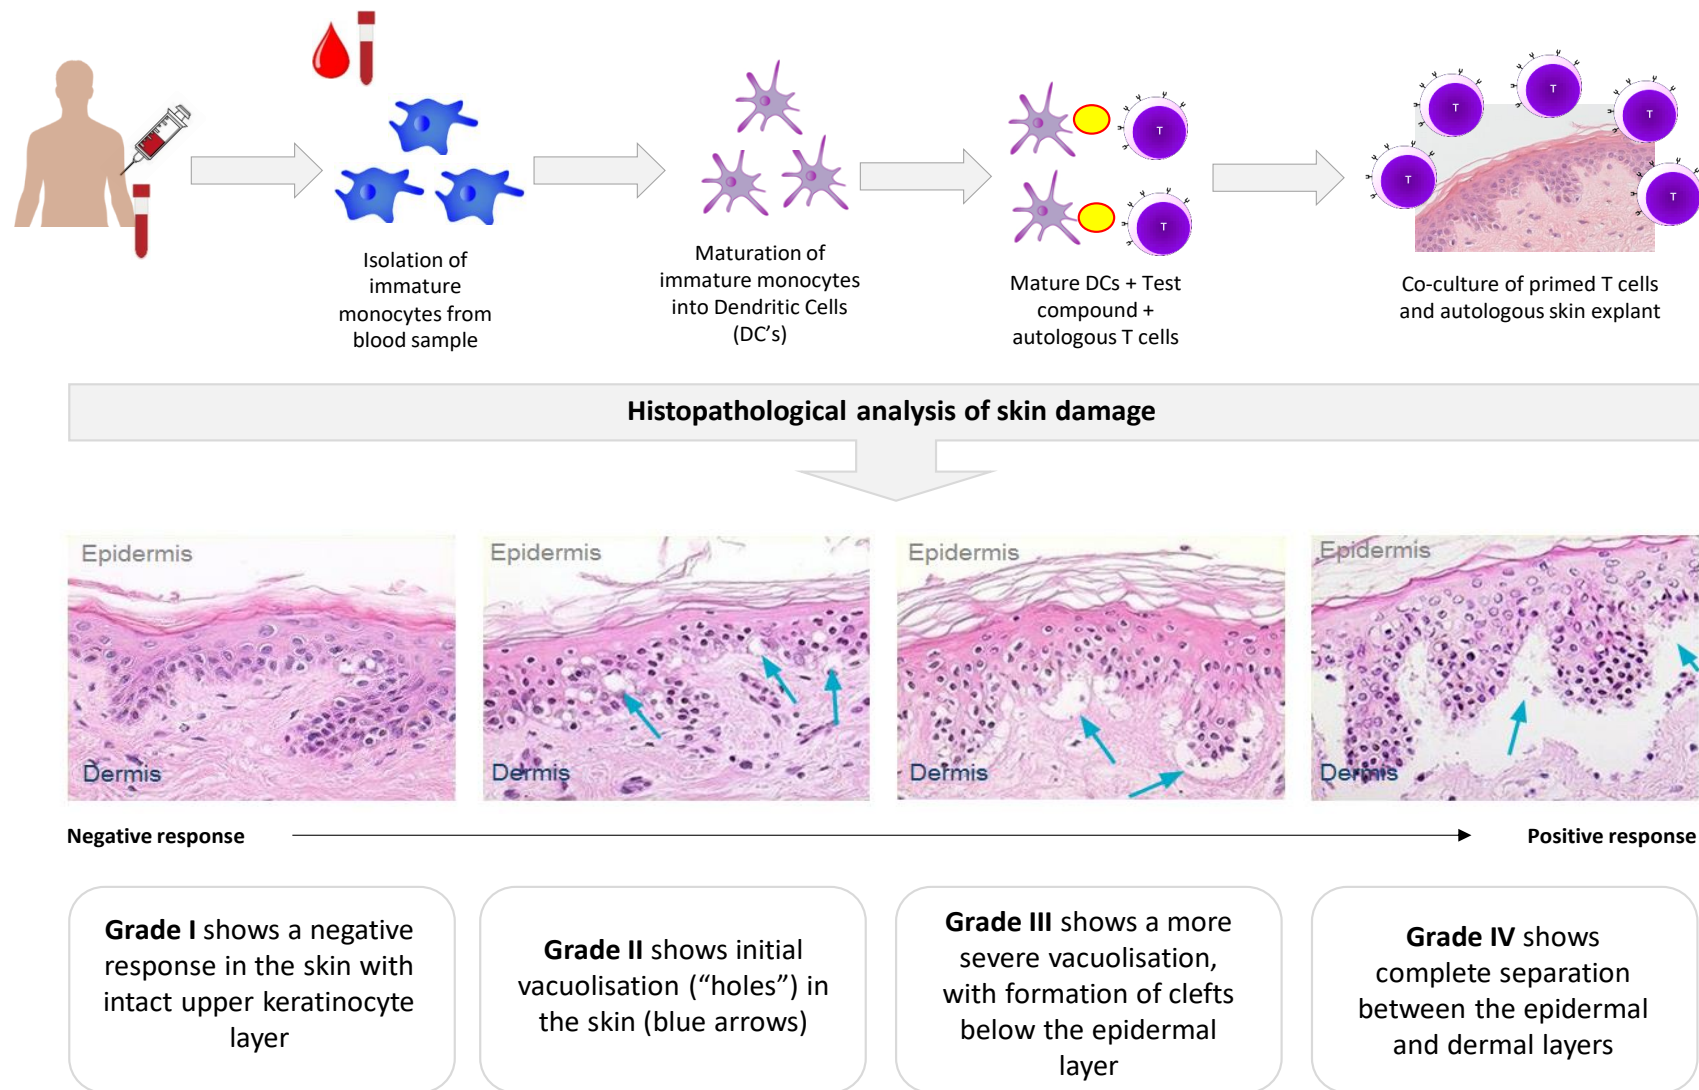 Isolation of
immature
monocytes from
blood sample
Maturation of
immature monocytes
into Dendritic Cells
(DC's)
T
T
Mature DCs + Test
compound +
autologous T cells
T
T
T
T
T
Co-culture of primed T cells
and autologous skin explant
Histopathological analysis of skin damage
Epidermis
Dermis
Epidermis
Dermis
Epidermis
Dermis
Epidermis
Dermis
Negative response
Positive response
Grade I shows a negative
response in the skin with
intact upper keratinocyte
layer
Grade II shows initial
vacuolisation (“holes”) in
the skin (blue arrows)
Grade III shows a more
severe vacuolisation,
with formation of clefts
below the epidermal
layer
Grade IV shows
complete separation
between the epidermal
and dermal layers